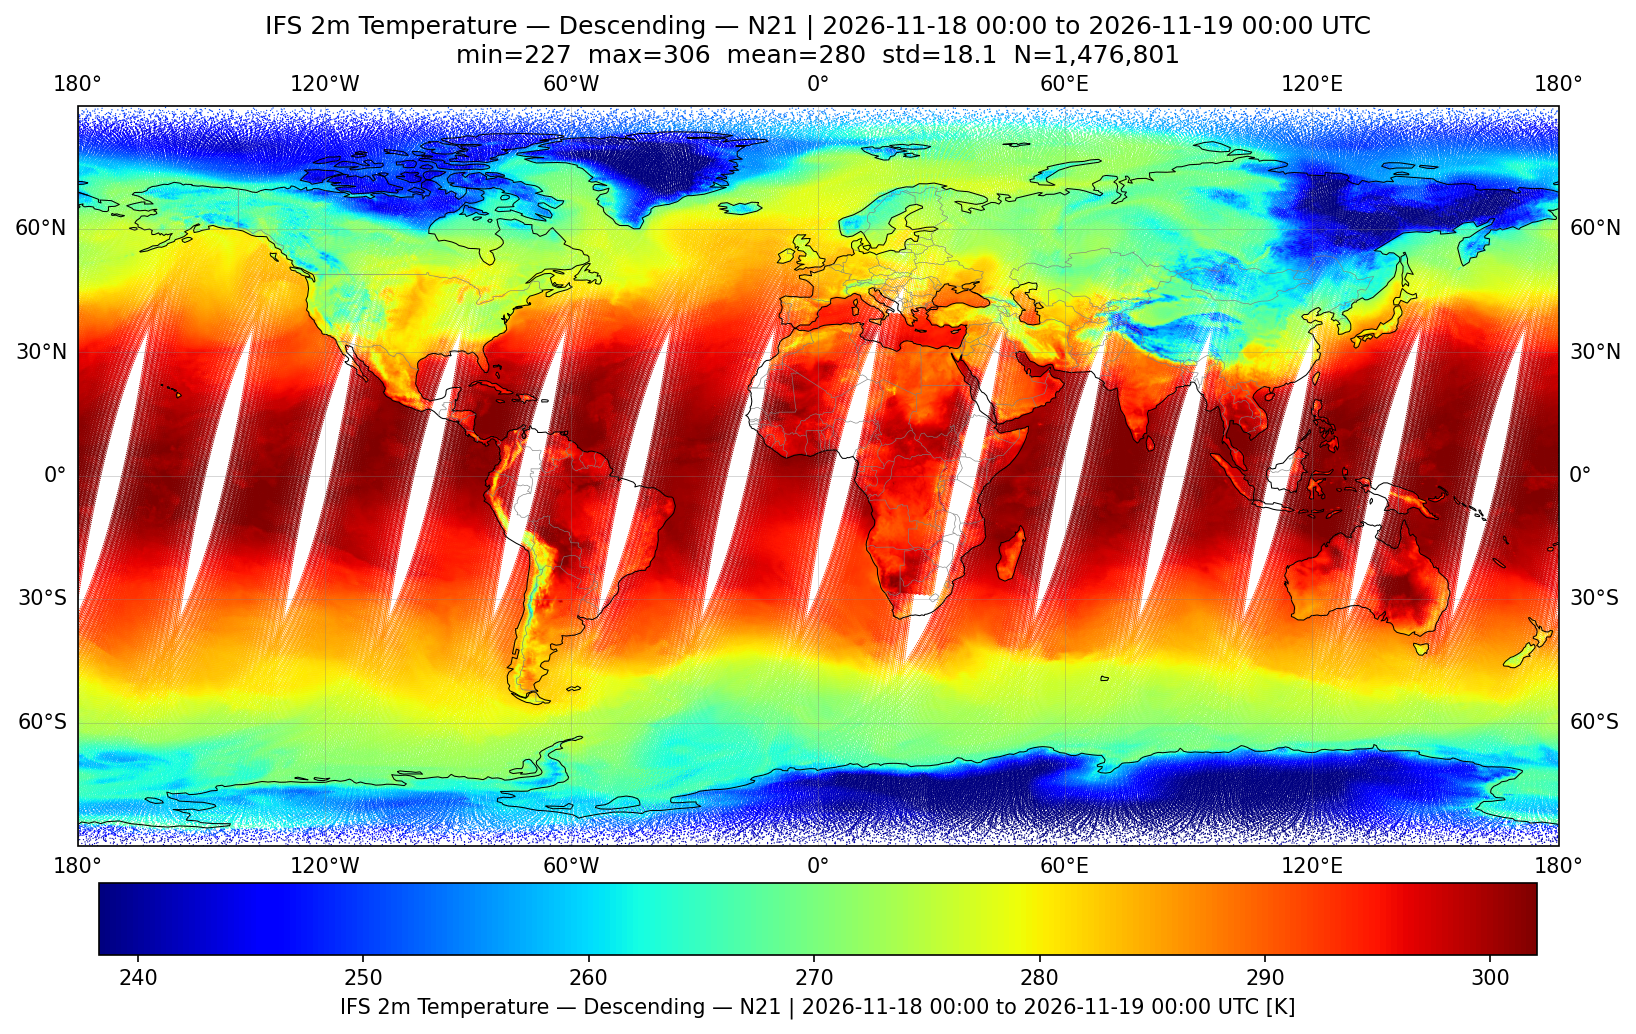 IFS 2m Temperature — Descending — N21 | 2026-11-18 00:00 to 2026-11-19 00:00 UTC
min=227  max=306  mean=280  std=18.1  N=1,476,801
180° 120°W 60°W 0° 60°E 120°E 180°
60°N 60°N
30°N 30°N
0° 0°
30°S 30°S
60°S 60°S
180° 120°W 60°W 0° 60°E 120°E 180°
240 250 260 270 280 290 300
IFS 2m Temperature — Descending — N21 | 2026-11-18 00:00 to 2026-11-19 00:00 UTC [K]